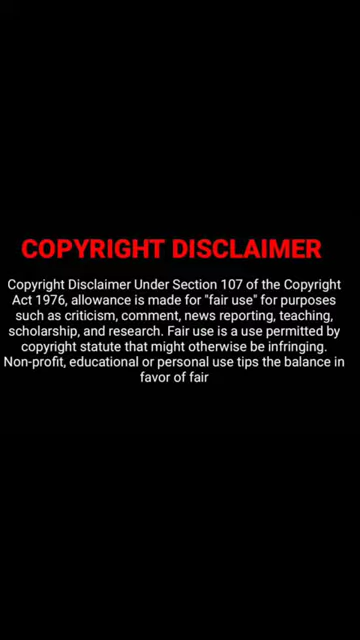 COPYRIGHT DISCLAIMER
Copyright Disclaimer Under Section 107 of the Copyright
Act 1976, allowance is made for "fair use" for purposes
such as criticism, comment, news reporting, teaching,
scholarship, and research. Fair use is a use permitted by
copyright statute that might otherwise be infringing.
Non-profit, educational or personal use tips the balance in
favor of fair